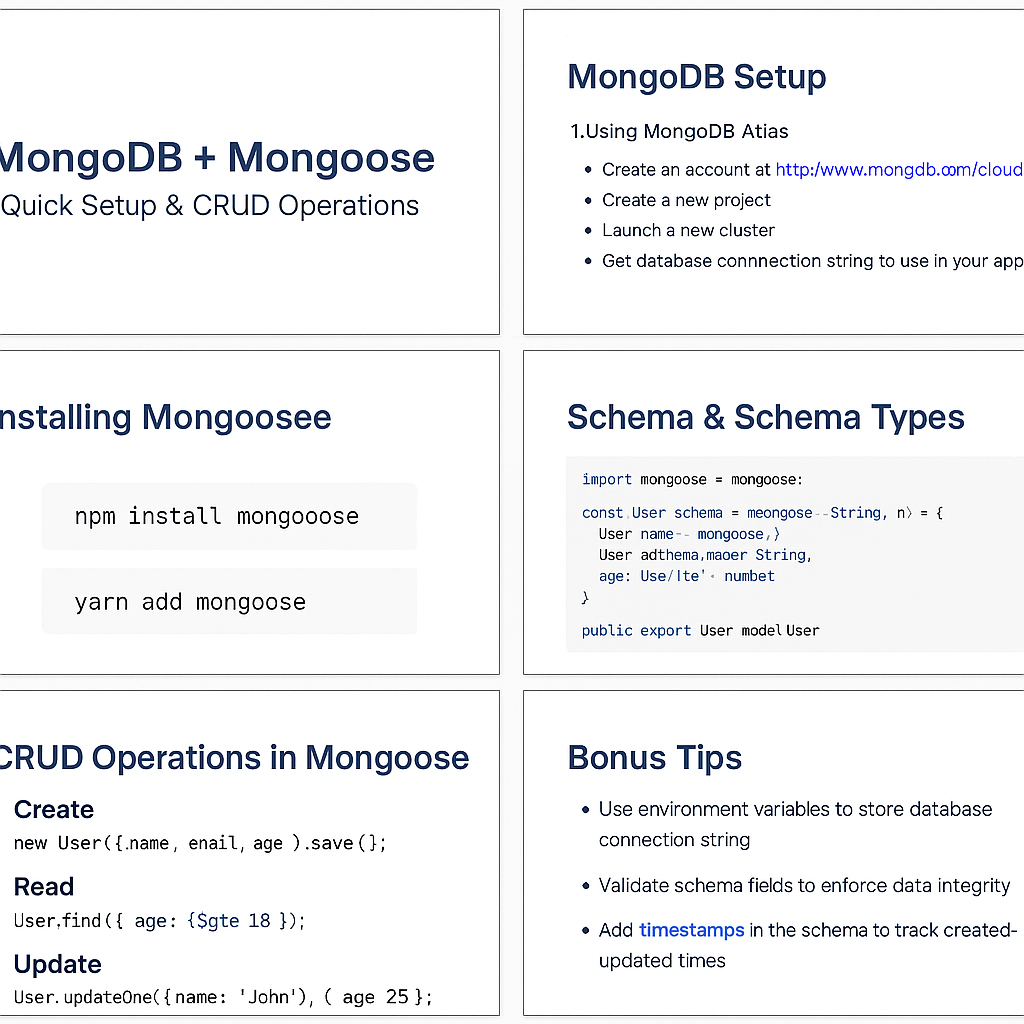 MongoDB + Mongoose
Quick Setup & CRUD Operations
MongoDB Setup
1.Using MongoDB Atias
• Create an account at http:/www.mongdb.com/cloud
• Create a new project
• Launch a new cluster
• Get database connnection string to use in your app
nstalling Mongoosee
npm install mongooose
yarn add mongoose
Schema & Schema Types
import mongoose = mongoose:
const User schema = meongose--String, n) = {
User name-- mongoose,)
User adthema,maoer String,
age: Use/Ite'· numbet
}
public export User model User
CRUD Operations in Mongoose
Create
new User({.name, enail, age ).save(};
Read
User.find({ age: {$gte 18 });
Update
User.updateOne({name: 'John'), ( age 25 };
Bonus Tips
• Use environment variables to store database
connection string
• Validate schema fields to enforce data integrity
• Add timestamps in the schema to track created-
updated times